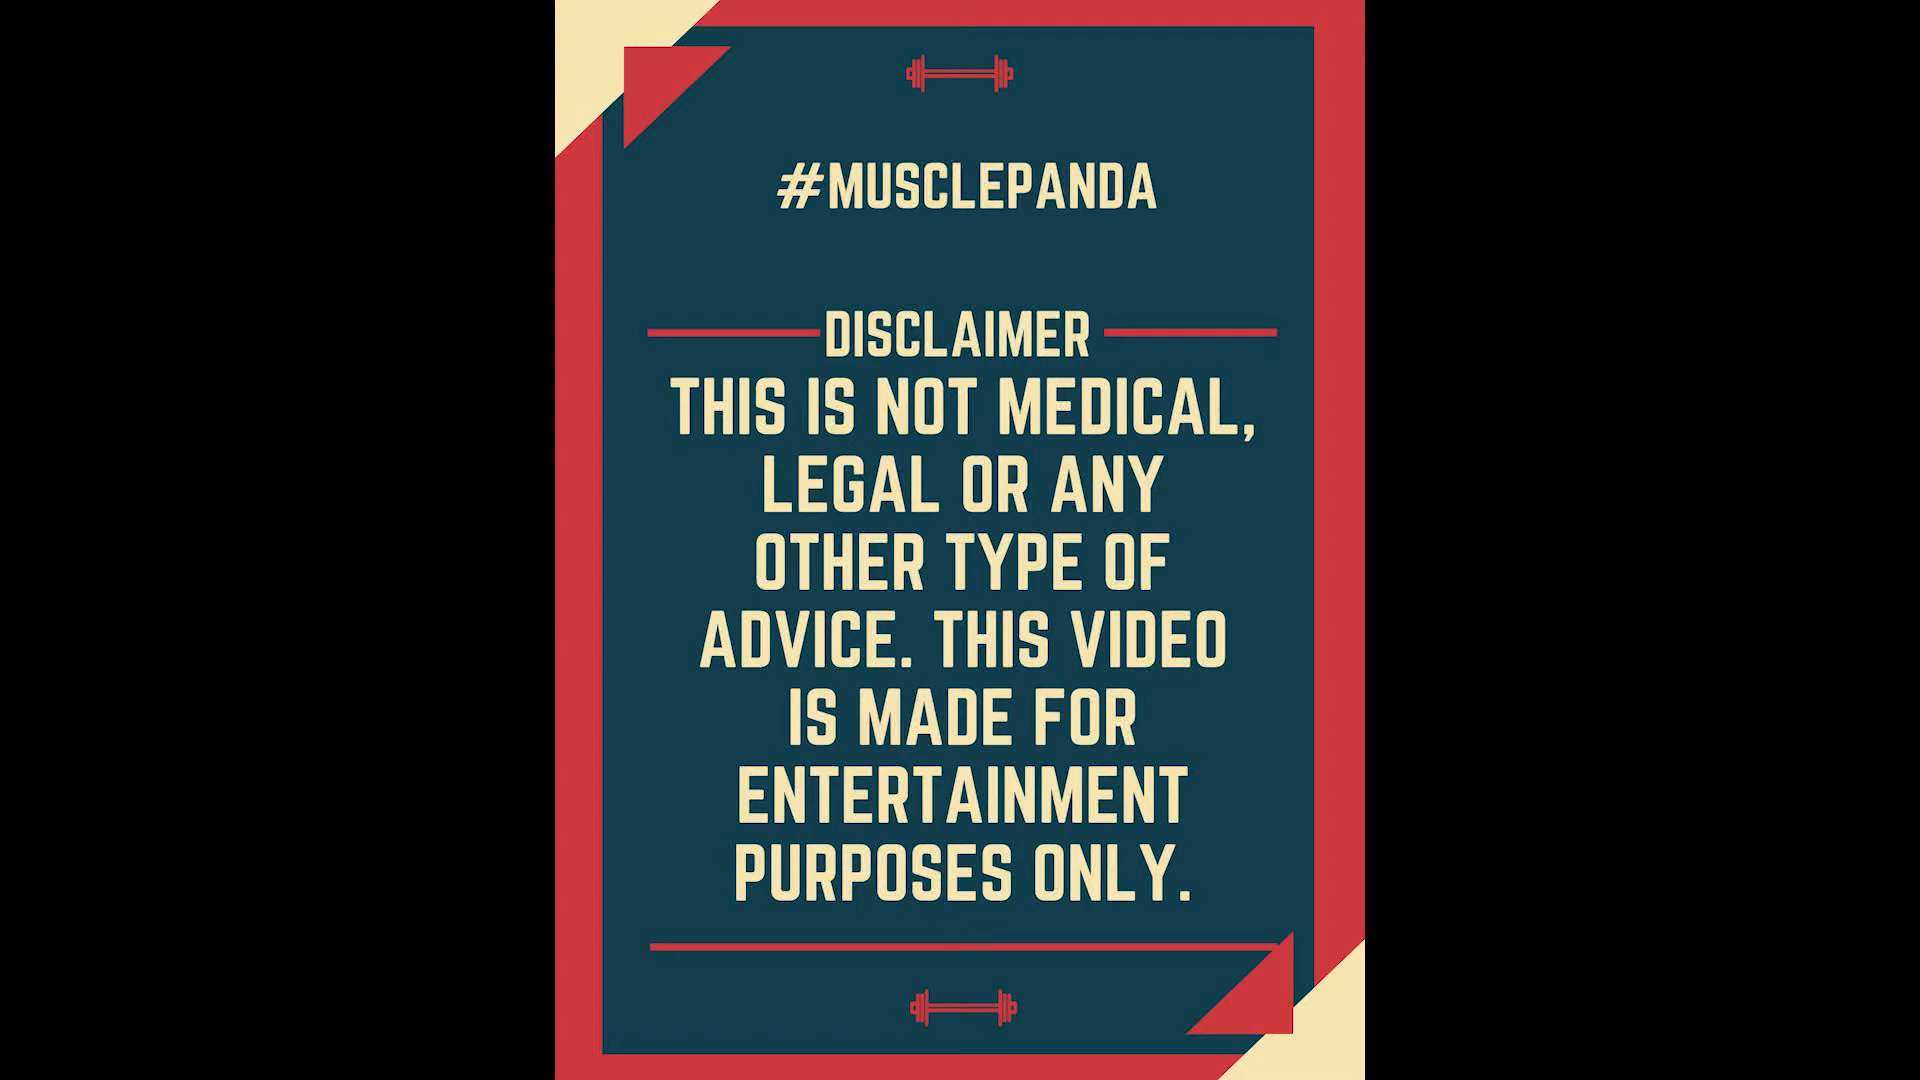 #MUSCLEPANDA
DISCLAIMER
THIS IS NOT MEDICAL,
LEGAL OR ANY
OTHER TYPE OF
ADVICE. THIS VIDEO
IS MADE FOR
ENTERTAINMENT
PURPOSES ONLY.